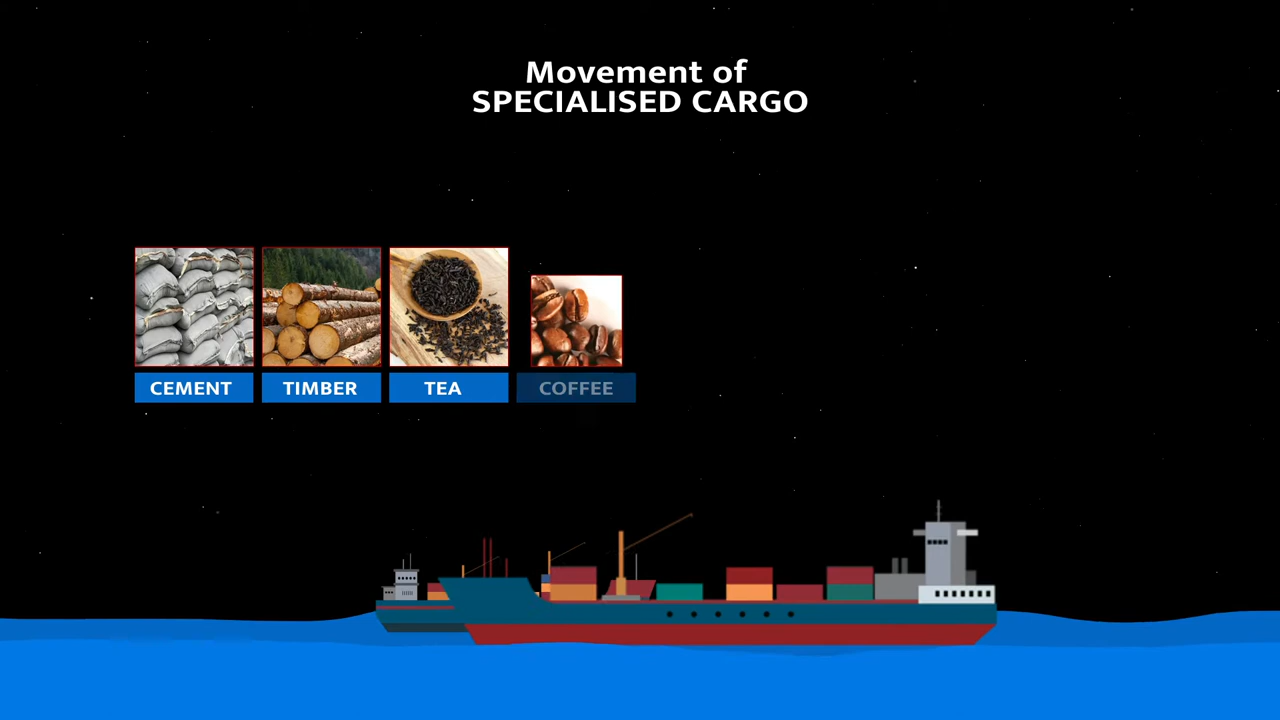 Movement of
SPECIALISED CARGO
CEMENT
TIMBER
TEA
COFFEE